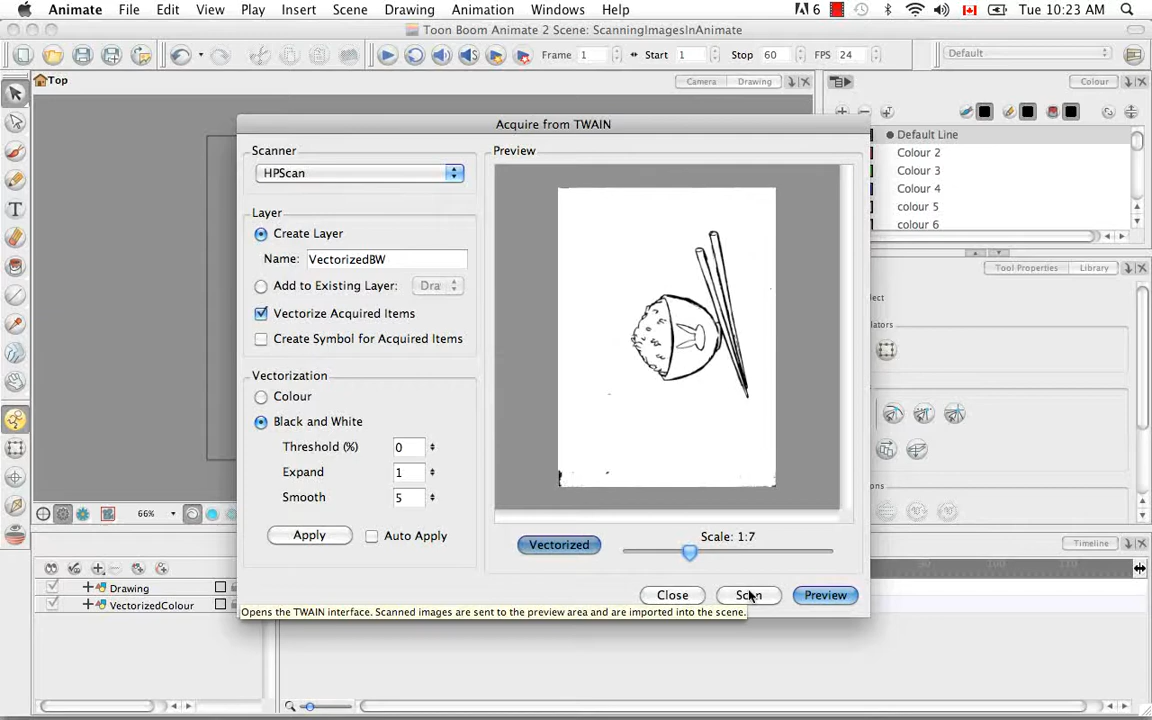 Animate File Edit View Play Insert Scene Drawing Animation Windows Help 6 Tue 10:23 AM
Toon Boom Animate 2 Scene: ScanningImagesInAnimate
Frame 1 Start 1 Stop 60 FPS 24 Default
Top Camera Drawing Colour
Acquire from TWAIN
Scanner
HPScan
Layer
Create Layer
Name: VectorizedBW
Add to Existing Layer: Dra
Vectorize Acquired Items
Create Symbol for Acquired Items
Vectorization
Colour
Black and White
Threshold (%) 0
Expand 1
Smooth 5
Apply Auto Apply
Preview
Vectorized Scale: 1:7
Close Scan Preview
Opens the TWAIN interface. Scanned images are sent to the preview area and are imported into the scene.
Default Line
Colour 2
Colour 3
Colour 4
colour 5
colour 6
Tool Properties Library
66%
Timeline
Drawing
VectorizedColour